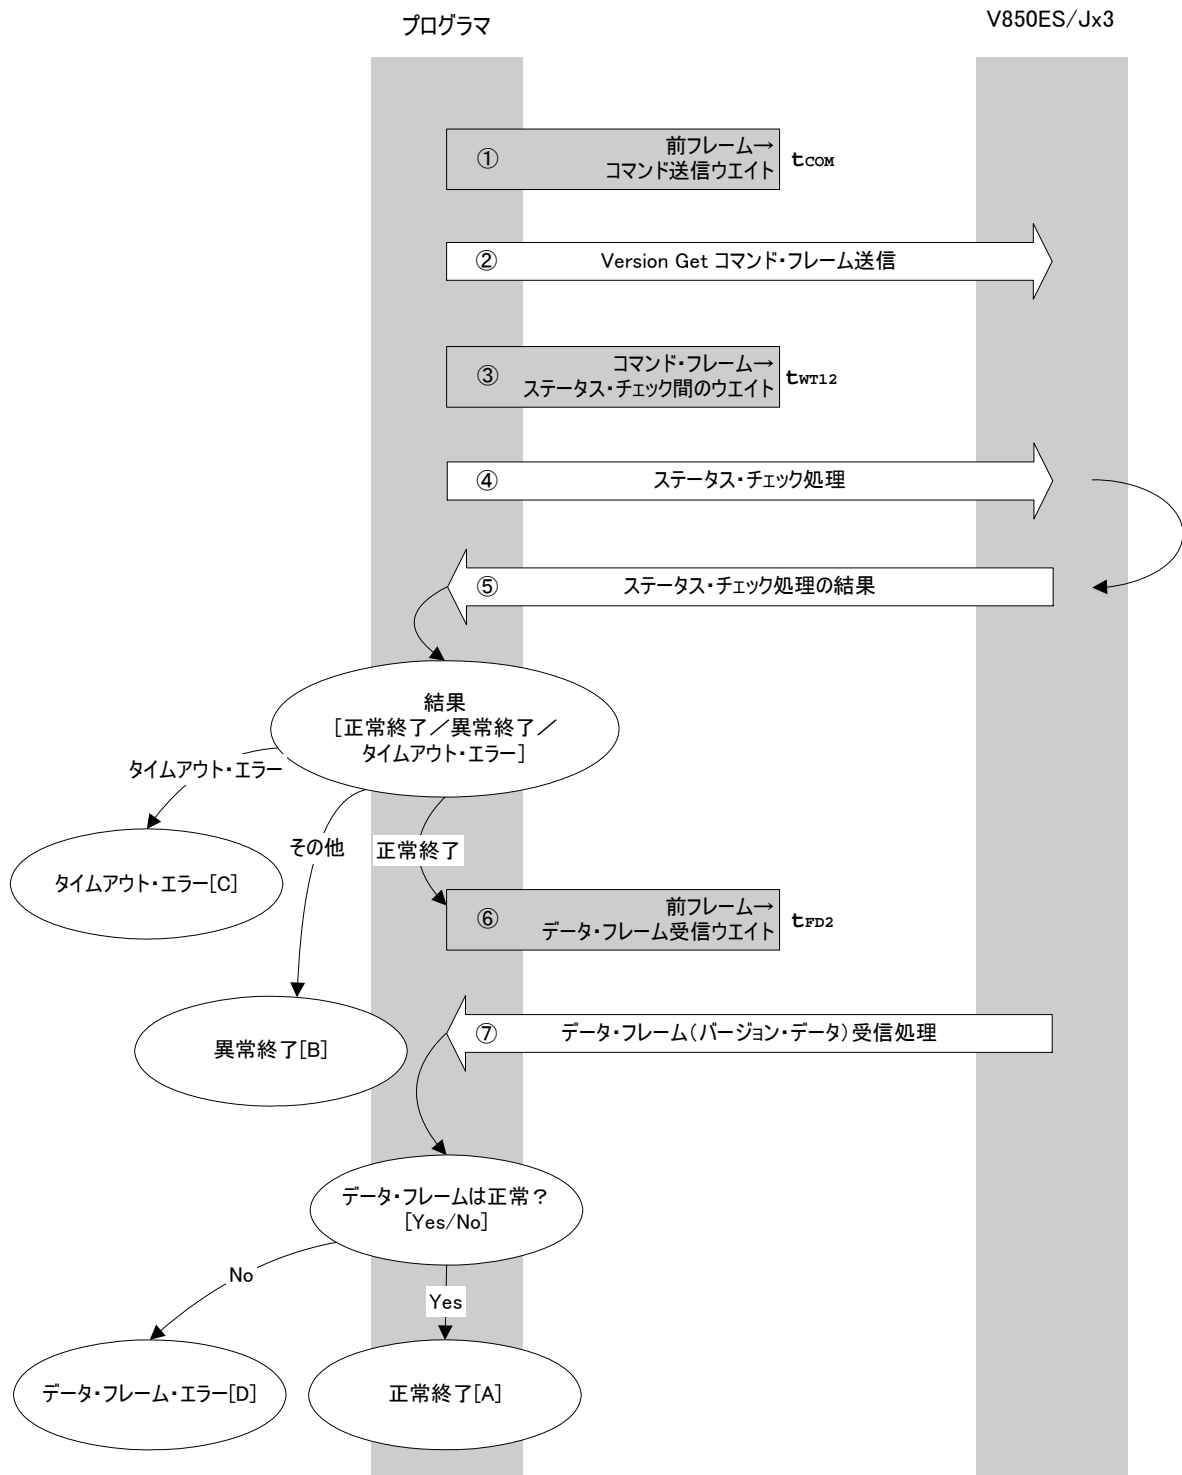 プログラマ
V850ES/Jx3
① 前フレーム→
コマンド送信ウエイト
tCOM
② Version Get コマンド・フレーム送信
③ コマンド・フレーム→
ステータス・チェック間のウエイト
tWT12
④ ステータス・チェック処理
⑤ ステータス・チェック処理の結果
結果
[正常終了／異常終了／
タイムアウト・エラー]
タイムアウト・エラー
その他
正常終了
タイムアウト・エラー[C]
⑥ 前フレーム→
データ・フレーム受信ウエイト
tFD2
異常終了[B]
⑦ データ・フレーム（バージョン・データ）受信処理
データ・フレームは正常？
[Yes/No]
No
Yes
データ・フレーム・エラー[D]
正常終了[A]